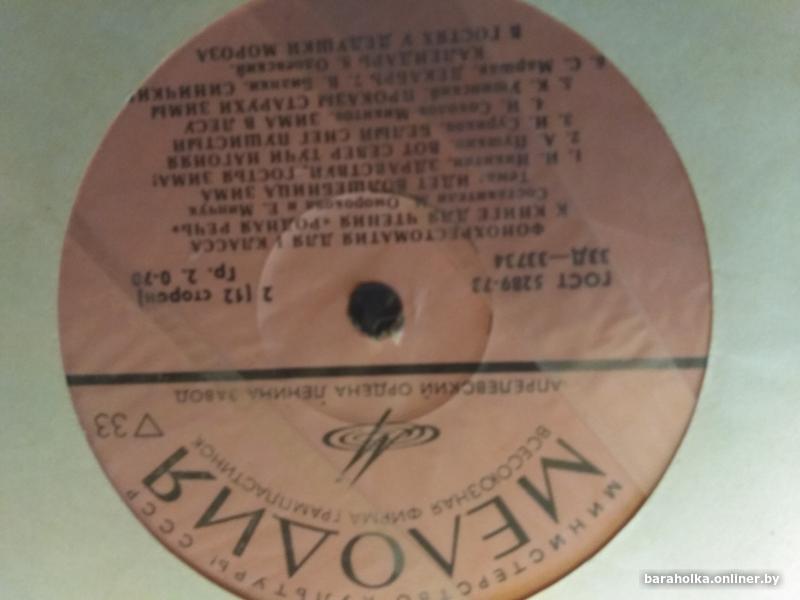 МИНИСТЕРСТВО КУЛЬТУРЫ СССР
МЕЛОДИЯ
ВСЕСОЮЗНАЯ ФИРМА ГРАМПЛАСТИНОК
▽33
АПРЕЛЕВСКИЙ ОРДЕНА ЛЕНИНА ЗАВОД
ГОСТ 5289-73
2 [12 сторон]
33Д—33734
Гр. 2. 0-70
ФОНОХРЕСТОМАТИЯ ДЛЯ I КЛАССА
К КНИГЕ ДЛЯ ЧТЕНИЯ «РОДНАЯ РЕЧЬ»
Составители М. Оморокова и Е. Минчук
Тема: ИДЕТ ВОЛШЕБНИЦА ЗИМА
1. И. Никитин. ЗДРАВСТВУЙ, ГОСТЬЯ ЗИМА!
2. А. Пушкин. ВОТ СЕВЕР ТУЧИ НАГОНЯЯ
3. И. Суриков. БЕЛЫЙ СНЕГ ПУШИСТЫЙ
4. И. Соколов-Микитов. ЗИМА В ЛЕСУ
5. К. Ушинский. ПРОКАЗЫ СТАРУХИ ЗИМЫ
6. С. Маршак. ДЕКАБРЬ 7. В. Бианки. СИНИЧКИН
КАЛЕНДАРЬ 8. Одоевский.
В ГОСТЯХ У ДЕДУШКИ МОРОЗА
baraholka.onliner.by